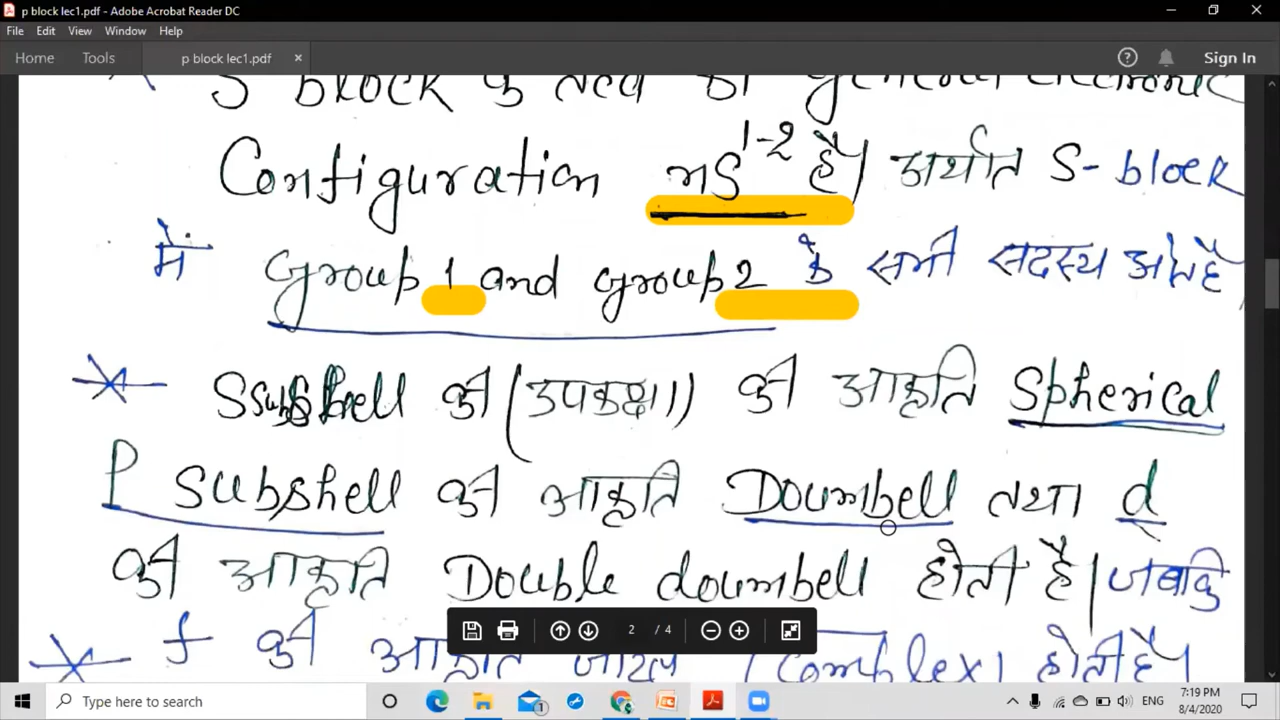 p block lec1.pdf - Adobe Acrobat Reader DC
File Edit View Window Help
Home Tools p block lec1.pdf × Sign In
S block के तत्व की general electronic
Configuration nS¹⁻² है। अर्थात S-block
में Group 1 and group 2 के सभी सदस्य आते है
* S subshell की (उपकक्षा) की आकृति Spherical
P Subshell की आकृति Doumbell तथा d
की आकृति Double doumbell होती है। जबकि
* f की आकृति जटिल (Complex) होती है।
2 / 4
Type here to search
ENG
7:19 PM
8/4/2020